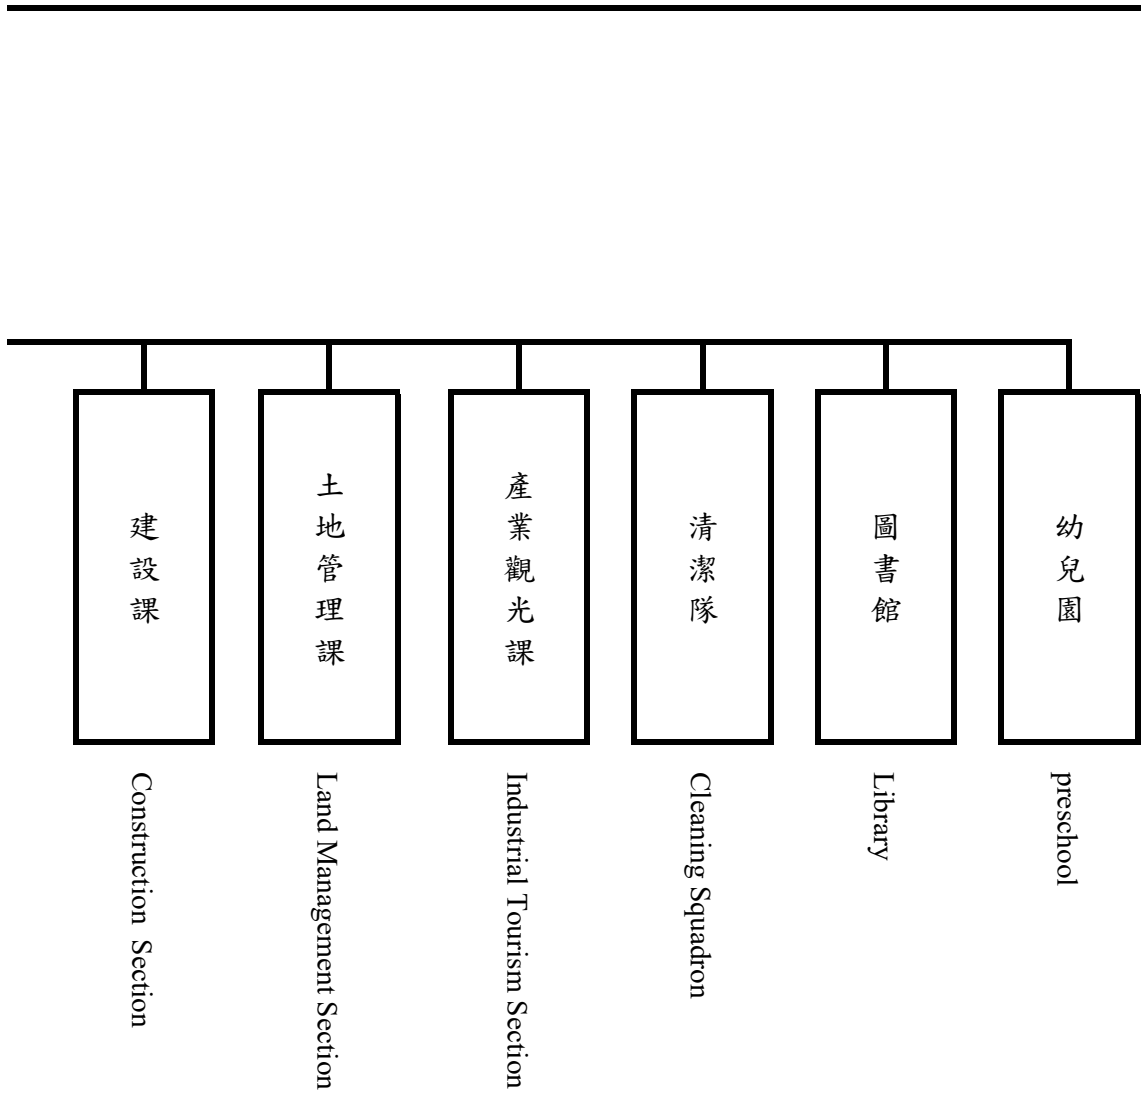 建設課
土地管理課
產業觀光課
清潔隊
圖書館
幼兒園
Construction Section
Land Management Section
Industrial Tourism Section
Cleaning Squadron
Library
preschool